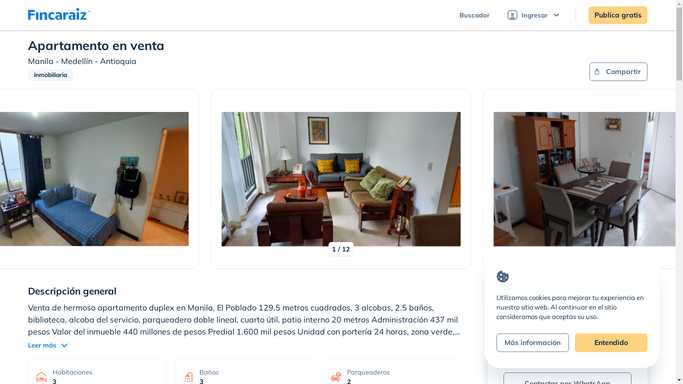 Fincaraiz
Buscador
Ingresar
Publica gratis
Apartamento en venta
Manila - Medellín - Antioquia
Inmobiliaria
Compartir
1 / 12
Descripción general
Venta de hermoso apartamento duplex en Manila, El Poblado 129.5 metros cuadrados, 3 alcobas, 2.5 baños,
biblioteca, alcoba del servicio, parqueadero doble lineal, cuarto útil, patio interno 20 metros Administración 437 mil
pesos Valor del inmueble 440 millones de pesos Predial 1.600 mil pesos Unidad con portería 24 horas, zona verde,...
Leer más
Habitaciones
3
Baños
3
Parqueaderos
2
Utilizamos cookies para mejorar tu experiencia en
nuestro sitio web. Al continuar en el sitio
consideramos que aceptas su uso.
Más información
Entendido
Contactar por WhatsApp